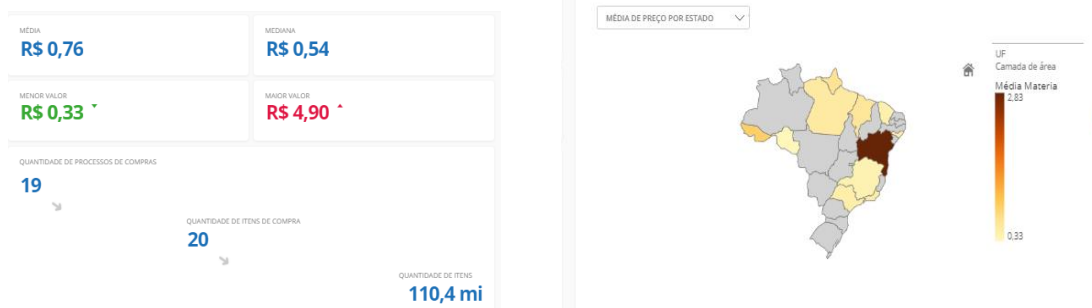 MÉDIA
R$ 0,76
MEDIANA
R$ 0,54
MENOR VALOR
R$ 0,33
MAIOR VALOR
R$ 4,90
QUANTIDADE DE PROCESSOS DE COMPRAS
19
QUANTIDADE DE ITENS DE COMPRA
20
QUANTIDADE DE ITENS
110,4 mi
MÉDIA DE PREÇO POR ESTADO
UF
Camada de área
Média Materia
2,83
0,33